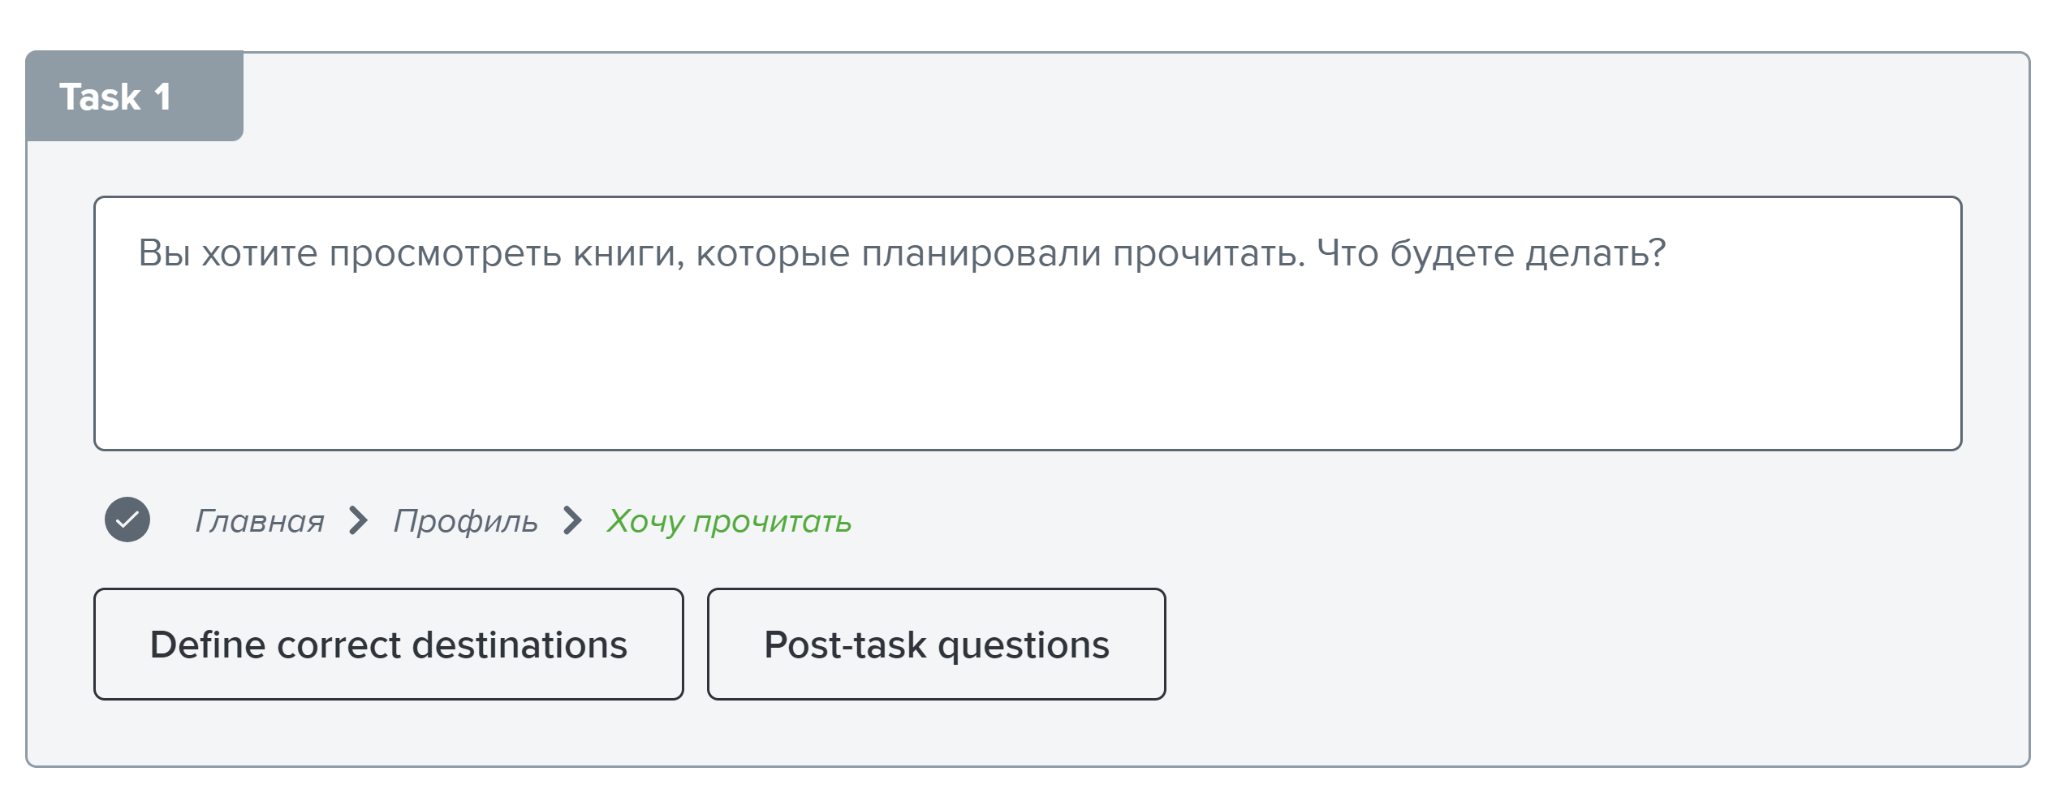 Task 1
Вы хотите просмотреть книги, которые планировали прочитать. Что будете делать?
Главная > Профиль > Хочу прочитать
Define correct destinations
Post-task questions